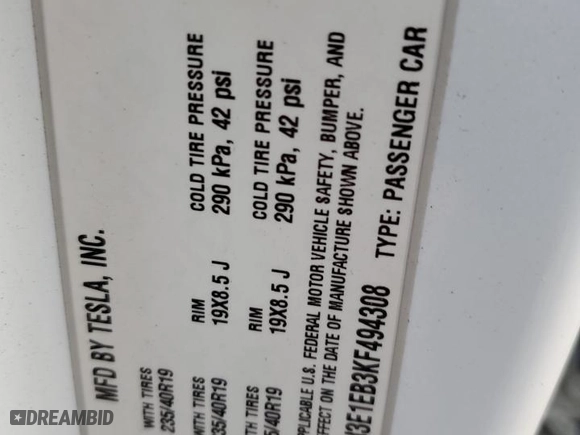 MFD BY TESLA, INC.
WITH TIRES
235/40R19
WITH TIRES RIM COLD TIRE PRESSURE
35/40R19 19X8.5 J 290 kPa, 42 psi
WITH TIRES RIM COLD TIRE PRESSURE
5/40R19 19X8.5 J 290 kPa, 42 psi
PPLICABLE U.S. FEDERAL MOTOR VEHICLE SAFETY, BUMPER, AND
FFECT ON THE DATE OF MANUFACTURE SHOWN ABOVE.
3E1EB3KF494308 TYPE: PASSENGER CAR
DREAMBID